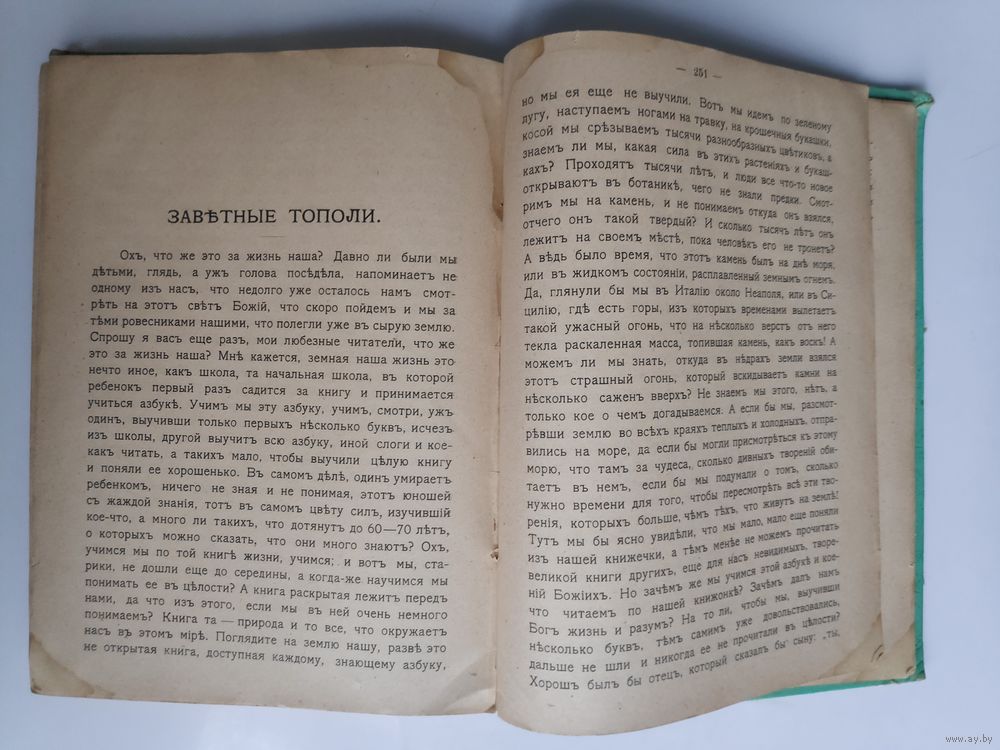 ЗАВѢТНЫЕ ТОПОЛИ.
Охъ, что же это за жизнь наша? Давно ли были мы
дѣтьми, глядь, а ужъ голова посѣдѣла, напоминаетъ не
одному изъ насъ, что недолго уже осталось намъ смот-
рѣть на этотъ свѣтъ Божій, что скоро пойдемъ и мы за
тѣми ровесниками нашими, что полегли уже въ сырую землю.
Спрошу я васъ еще разъ, мои любезные читатели, что же
это за жизнь наша? Мнѣ кажется, земная наша жизнь это
нечто иное, какъ школа, та начальная школа, въ которой
ребенокъ первый разъ садится за книгу и принимается
учиться азбукѣ. Учимъ мы эту азбуку, учимъ, смотри, ужъ
одинъ, выучивши только первыхъ нѣсколько буквъ, исчезъ
изъ школы, другой выучитъ всю азбуку, иной слоги и кое-
какъ читать, а такихъ мало, чтобы выучили цѣлую книгу
и поняли ее хорошенько. Въ самомъ дѣлѣ, одинъ умираетъ
ребенкомъ, ничего не зная и не понимая, этотъ юношей
съ жаждой знанія, тотъ въ самомъ цвѣту силъ, изучившій
кое-что, а много ли такихъ, что дотянутъ до 60—70 лѣтъ,
о которыхъ можно сказать, что они много знаютъ? Охъ,
учимся мы по той книгѣ жизни, учимся; и вотъ мы, ста-
рики, не дошли еще до середины, а когда-же научимся мы
понимать ее въ цѣлости? А книга раскрытая лежитъ передъ
нами, да что изъ этого, если мы въ ней очень немного
понимаемъ? Книга та — природа и то все, что окружаетъ
насъ въ этомъ мірѣ. Поглядите на землю нашу, развѣ это
не открытая книга, доступная каждому, знающему азбуку,
— 251 —
но мы ея еще не выучили. Вотъ мы идемъ по зеленому
лугу, наступаемъ ногами на травку, на крошечныя букашки,
косой мы срѣзываемъ тысячи разнообразныхъ цвѣтиковъ, а
знаемъ ли мы, какая сила въ этихъ растеніяхъ и букаш-
кахъ? Проходятъ тысячи лѣтъ, и люди все что-то новое
открываютъ въ ботаникѣ, чего не знали предки. Смот-
римъ мы на камень, и не понимаемъ откуда онъ взялся,
отчего онъ такой твердый? И сколько тысячъ лѣтъ онъ
лежитъ на своемъ мѣстѣ, пока человѣкъ его не тронетъ?
А вѣдь было время, что этотъ камень былъ на днѣ моря,
или въ жидкомъ состояніи, расплавленный земнымъ огнемъ.
Да, глянули бы мы въ Италію около Неаполя, или въ Си-
цилію, гдѣ есть горы, изъ которыхъ временами вылетаетъ
такой ужасный огонь, что на нѣсколько верстъ отъ него
текла раскаленная масса, топившая камень, какъ воскъ! А
можемъ ли мы знать, откуда въ нѣдрахъ земли взялся
этотъ страшный огонь, который вскидываетъ камни на
нѣсколько саженъ вверхъ? Не знаемъ мы этого, нѣтъ, а
только кое о чемъ догадываемся. А если бы мы, разсмот-
рѣвши землю во всѣхъ краяхъ теплыхъ и холодныхъ, отпра-
вились на море, да если бы могли присмотрѣться къ этому
морю, что тамъ за чудеса, сколько дивныхъ твореній оби-
таетъ въ немъ, если бы мы подумали о томъ, сколько
нужно времени для того, чтобы пересмотрѣть всѣ эти тво-
ренія, которыхъ больше, чѣмъ тѣхъ, что живутъ на землѣ!
Тутъ мы бы ясно увидѣли, что мы мало, мало еще поняли
изъ нашей книжечки, а тѣмъ менѣе не можемъ прочитать
великой книги другихъ, еще для насъ невидимыхъ, творе-
ній Божіихъ. Но зачѣмъ же мы учимся этой азбукѣ и кое-
что читаемъ по нашей книжонкѣ? Зачѣмъ далъ намъ
Богъ жизнь и разумъ? На то ли, чтобы мы, выучивши
нѣсколько буквъ, тѣмъ самимъ уже довольствовались,
дальше не шли и никогда ее не прочитали въ цѣлости?
Хорошъ былъ бы отецъ, который сказалъ бы сыну: „ты,
www.ay.by